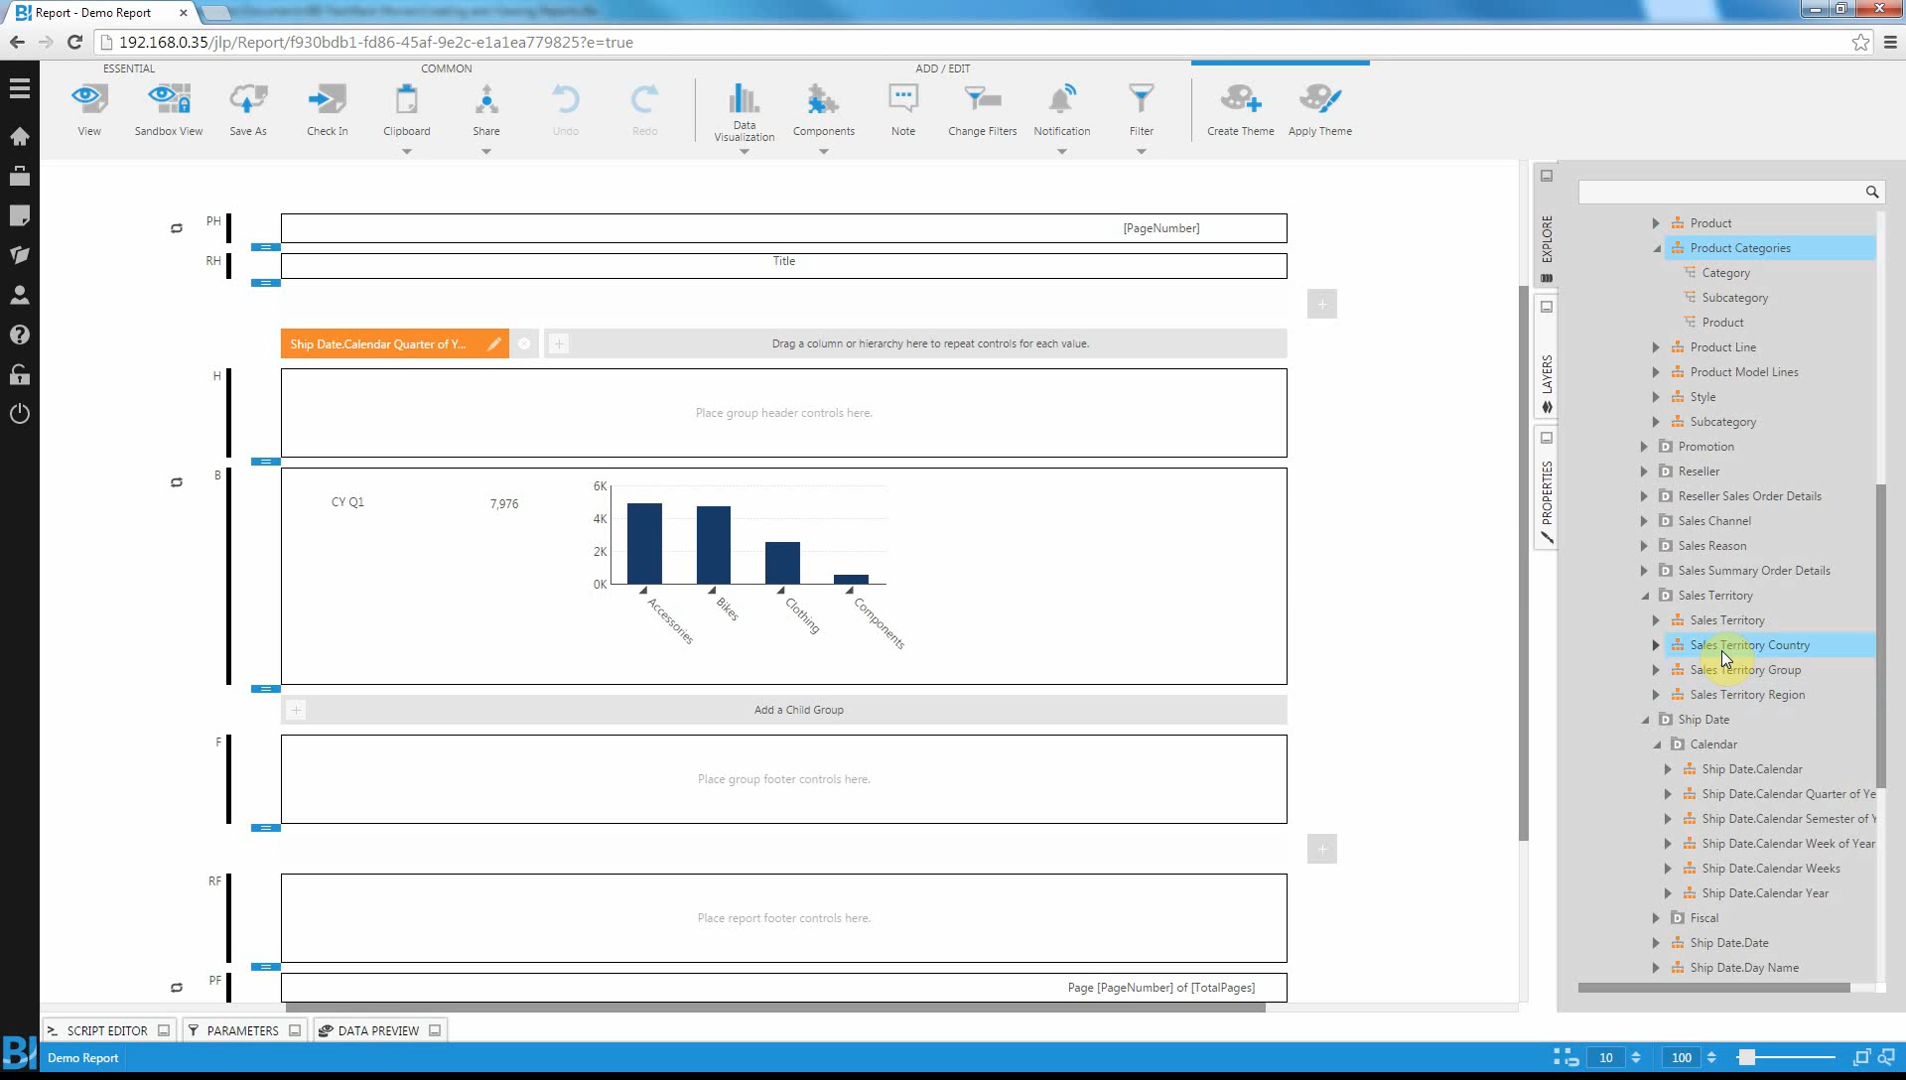 Report - Demo Report
192.168.0.35/jlp/Report/f930bdb1-fd86-45af-9e2c-e1a1ea779825?e=true
ESSENTIAL
COMMON
ADD / EDIT
View
Sandbox View
Save As
Check In
Clipboard
Share
Undo
Redo
Data
Visualization
Components
Note
Change Filters
Notification
Filter
Create Theme
Apply Theme
PH
[PageNumber]
RH
Title
Ship Date.Calendar Quarter of Y...
Drag a column or hierarchy here to repeat controls for each value.
H
Place group header controls here.
B
CY Q1
7,976
6K
4K
2K
0K
Accessories
Bikes
Clothing
Components
Add a Child Group
F
Place group footer controls here.
RF
Place report footer controls here.
PF
Page [PageNumber] of [TotalPages]
EXPLORE
LAYERS
PROPERTIES
Product
Product Categories
Category
Subcategory
Product
Product Line
Product Model Lines
Style
Subcategory
Promotion
Reseller
Reseller Sales Order Details
Sales Channel
Sales Reason
Sales Summary Order Details
Sales Territory
Sales Territory
Sales Territory Country
Sales Territory Group
Sales Territory Region
Ship Date
Calendar
Ship Date.Calendar
Ship Date.Calendar Quarter of Ye
Ship Date.Calendar Semester of Y
Ship Date.Calendar Week of Year
Ship Date.Calendar Weeks
Ship Date.Calendar Year
Fiscal
Ship Date.Date
Ship Date.Day Name
SCRIPT EDITOR
PARAMETERS
DATA PREVIEW
BI
Demo Report
10
100